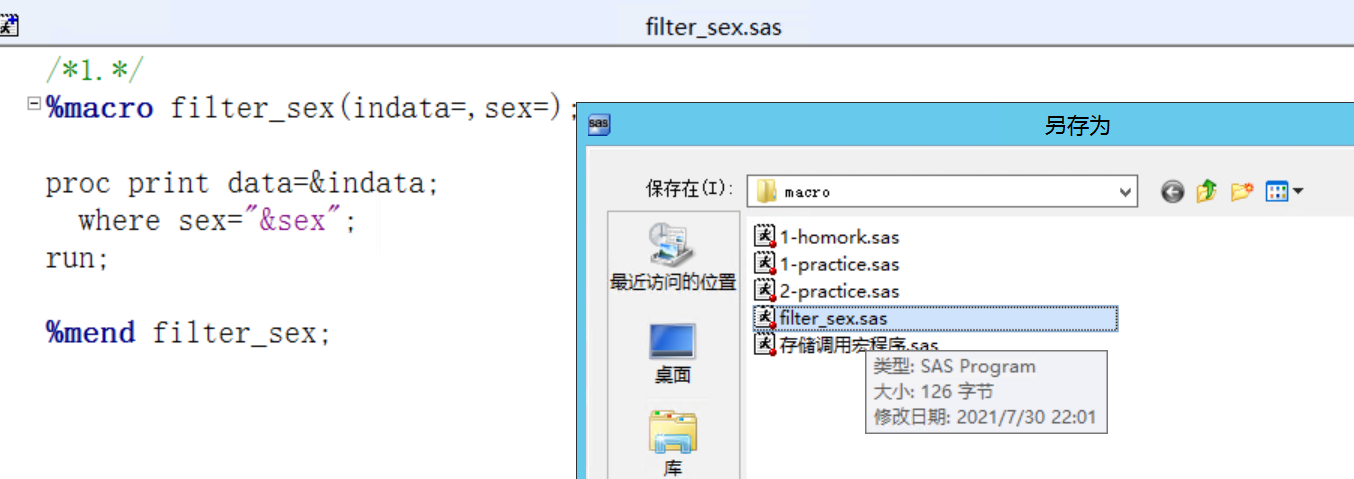 filter_sex.sas
/*1.*/
%macro filter_sex(indata=,sex=);
proc print data=&indata;
where sex="&sex";
run;
%mend filter_sex;
sas
另存为
保存在(I):
macro
最近访问的位置
桌面
库
1-homork.sas
1-practice.sas
2-practice.sas
filter_sex.sas
存储调用宏程序.sas
类型: SAS Program
大小: 126 字节
修改日期: 2021/7/30 22:01